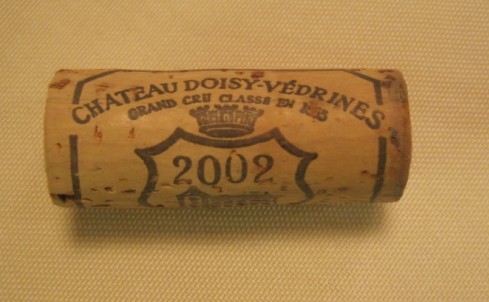 CHATEAU DOISY-VÉDRINES
GRAND CRU CLASSÉ EN 1855
2002